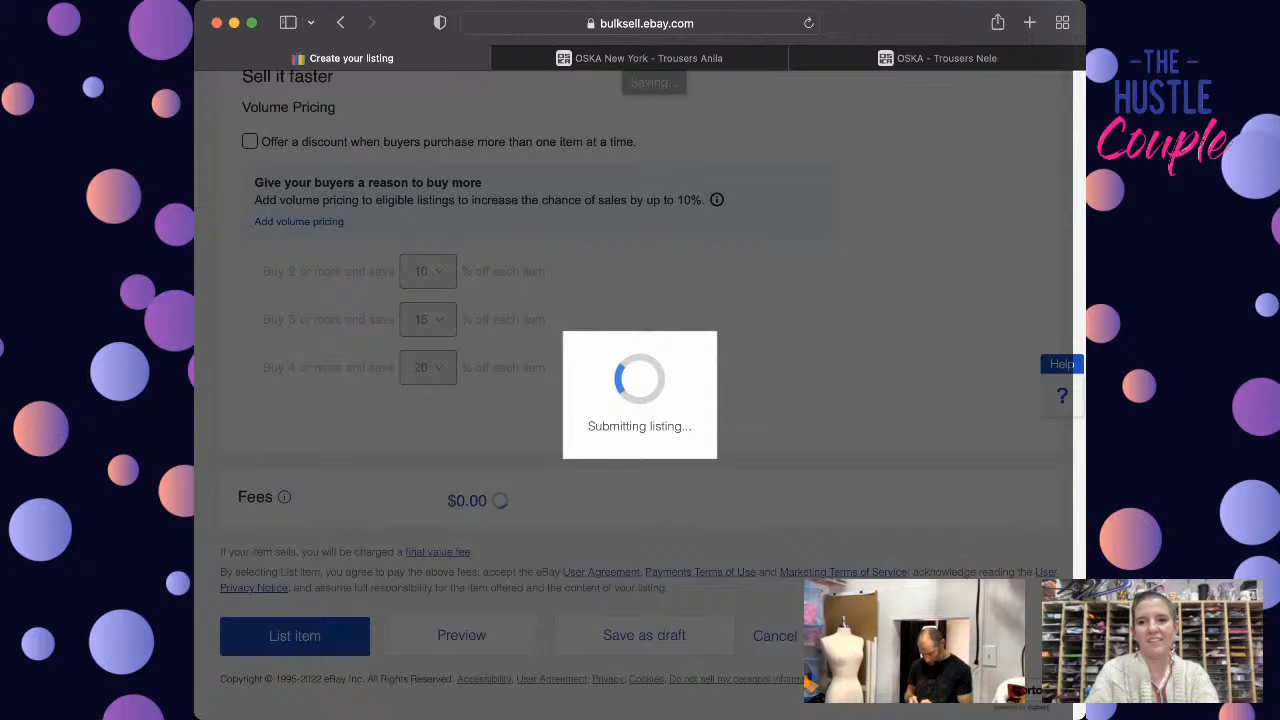 bulksell.ebay.com
Create your listing
OSKA New York - Trousers Anila
OSKA - Trousers Nele
THE
HUSTLE
Couple
Sell it faster
Saving...
Volume Pricing
Offer a discount when buyers purchase more than one item at a time.
Give your buyers a reason to buy more
Add volume pricing to eligible listings to increase the chance of sales by up to 10%.
Add volume pricing
Buy 2 or more and save 10 % off each item
Buy 3 or more and save 15 % off each item
Buy 4 or more and save 20 % off each item
Help
?
Submitting listing...
Fees $0.00
If your item sells, you will be charged a final value fee
By selecting List item, you agree to pay the above fees; accept the eBay User Agreement, Payments Terms of Use and Marketing Terms of Service; acknowledge reading the User
Privacy Notice; and assume full responsibility for the item offered and the content of your listing.
List item Preview Save as draft Cancel
Copyright © 1995-2022 eBay Inc. All Rights Reserved. Accessibility, User Agreement, Privacy, Cookies, Do not sell my personal